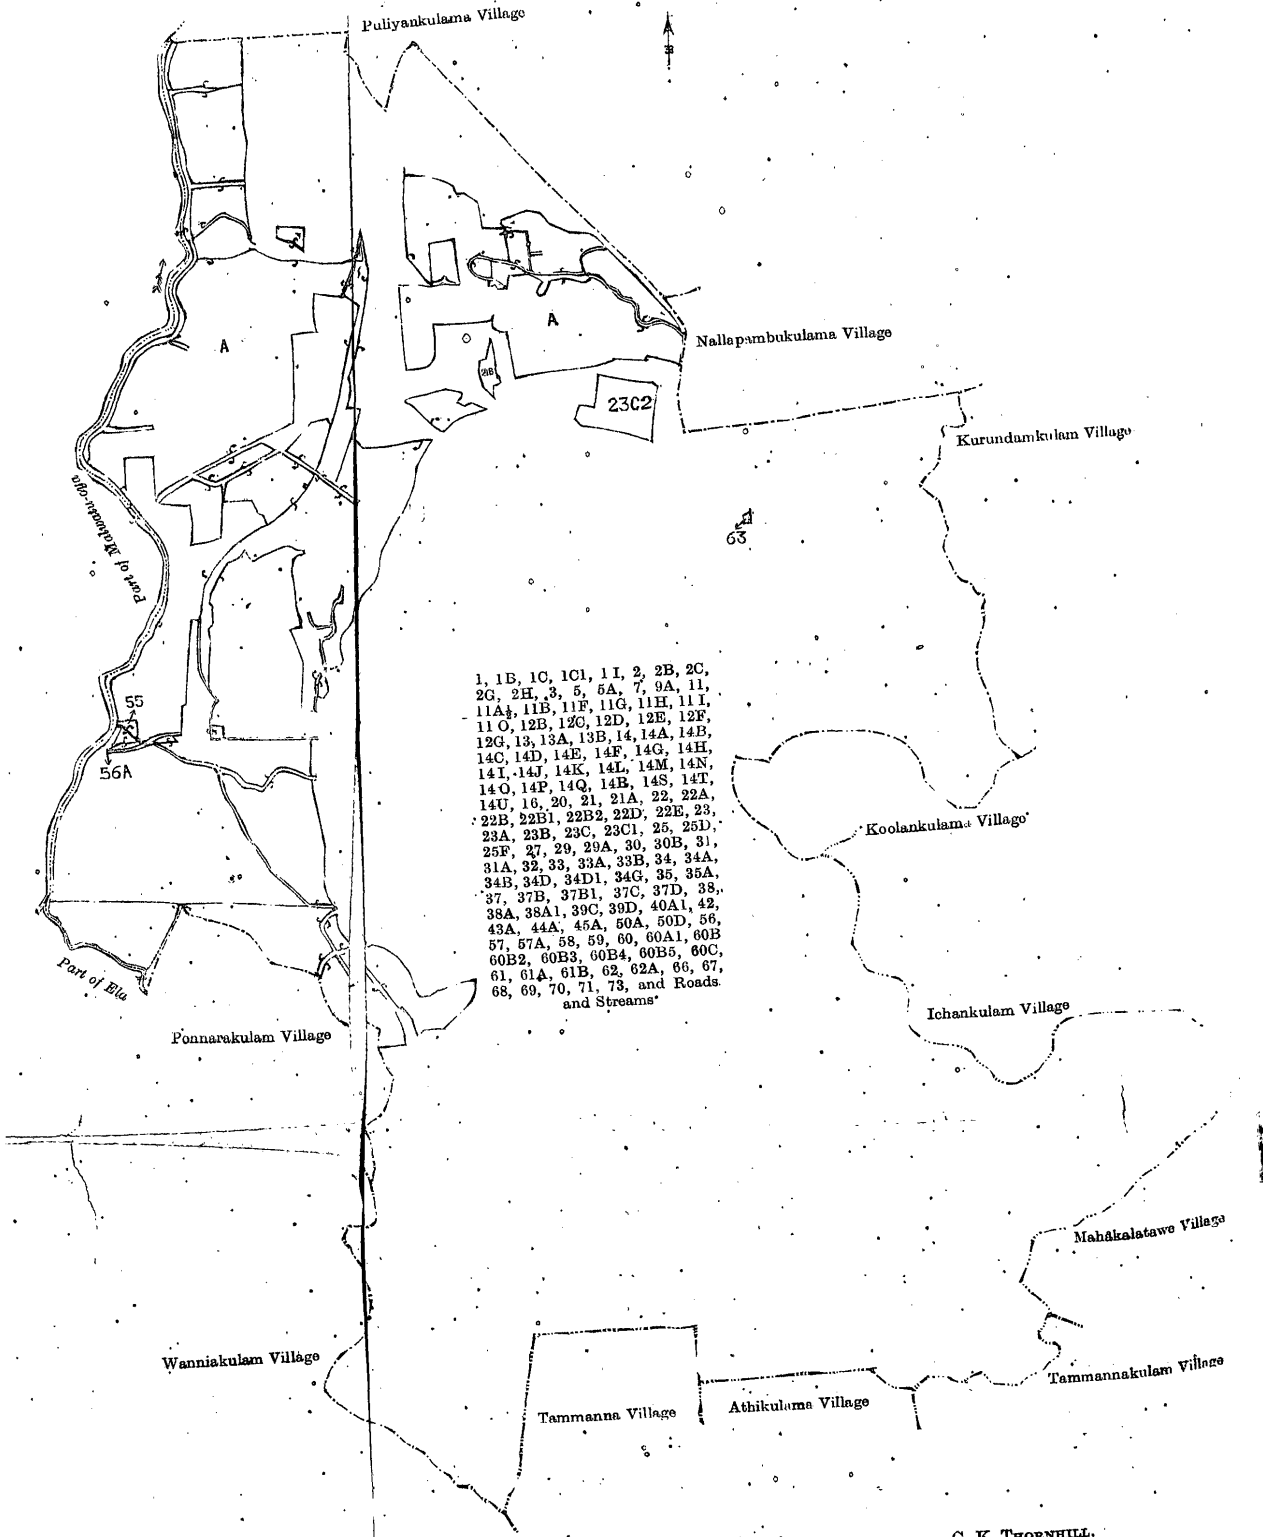 Puliyankulama Village
N
A
A
Nallapambukulama Village
21B
23C2
Kurundamkulam Village
63
Part of Malwatu-oya
1, 1B, 1C, 1C1, 1 I, 2, 2B, 2C,
2G, 2H, 3, 5, 5A, 7, 9A, 11,
11A½, 11B, 11F, 11G, 11H, 11 I,
11 O, 12B, 12C, 12D, 12E, 12F,
12G, 13, 13A, 13B, 14, 14A, 14B,
14C, 14D, 14E, 14F, 14G, 14H,
14 I, 14J, 14K, 14L, 14M, 14N,
14 O, 14P, 14Q, 14R, 14S, 14T,
14U, 16, 20, 21, 21A, 22, 22A,
22B, 22B1, 22B2, 22D, 22E, 23,
23A, 23B, 23C, 23C1, 25, 25D,
25F, 27, 29, 29A, 30, 30B, 31,
31A, 32, 33, 33A, 33B, 34, 34A,
34B, 34D, 34D1, 34G, 35, 35A,
37, 37B, 37B1, 37C, 37D, 38,
38A, 38A1, 39C, 39D, 40A1, 42,
43A, 44A, 45A, 50A, 50D, 56,
57, 57A, 58, 59, 60, 60A1, 60B
60B2, 60B3, 60B4, 60B5, 60C,
61, 61A, 61B, 62, 62A, 66, 67,
68, 69, 70, 71, 73, and Roads
and Streams
55
56A
Koolankulama Village
Part of Ela
Ponnarakulam Village
Ichankulam Village
Mahakalatawe Village
Wanniakulam Village
Tammannakulam Village
Tammanna Village
Athikulama Village
G. K. THORNHILL,